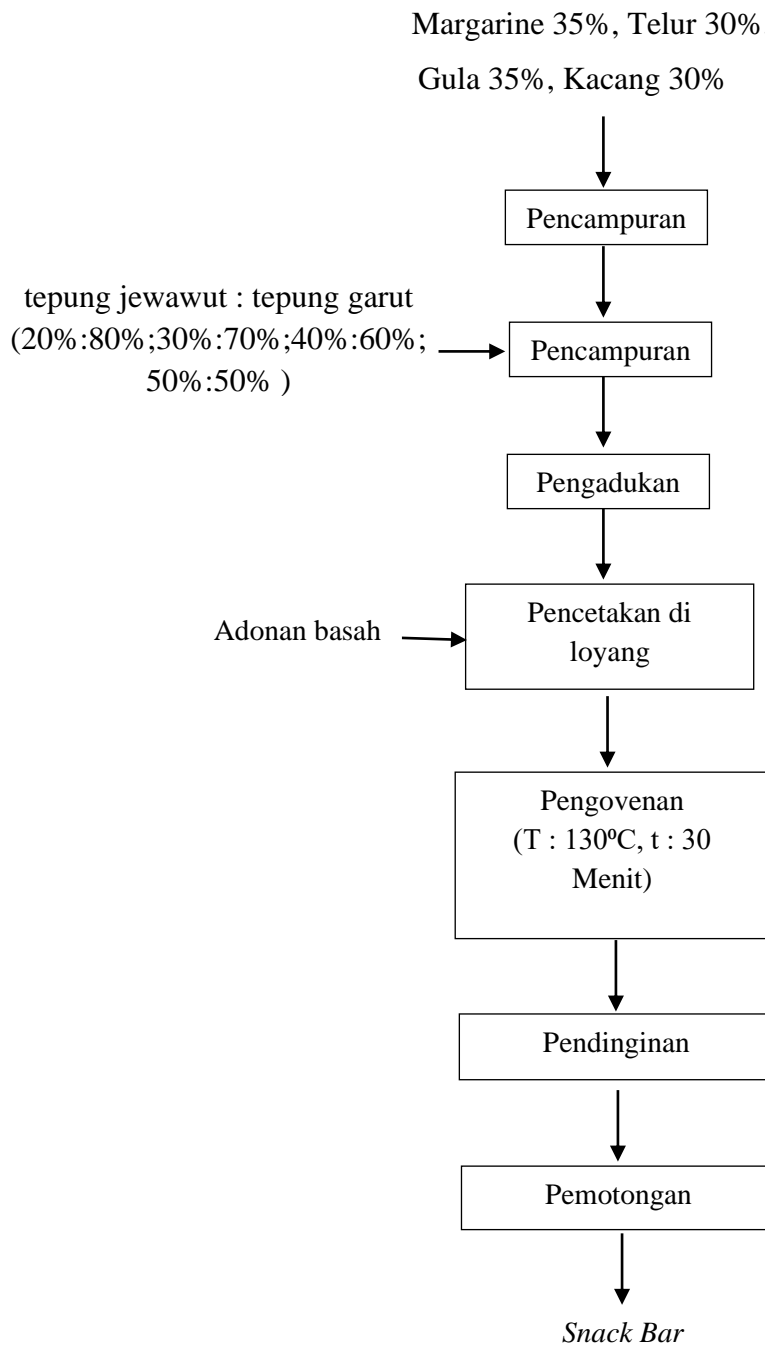 Margarine 35%, Telur 30%
Gula 35%, Kacang 30%
Pencampuran
tepung jewawut : tepung garut
(20%:80%;30%:70%;40%:60%;
50%:50% )
Pencampuran
Pengadukan
Adonan basah
Pencetakan di
loyang
Pengovenan
(T : 130ºC, t : 30
Menit)
Pendinginan
Pemotongan
Snack Bar